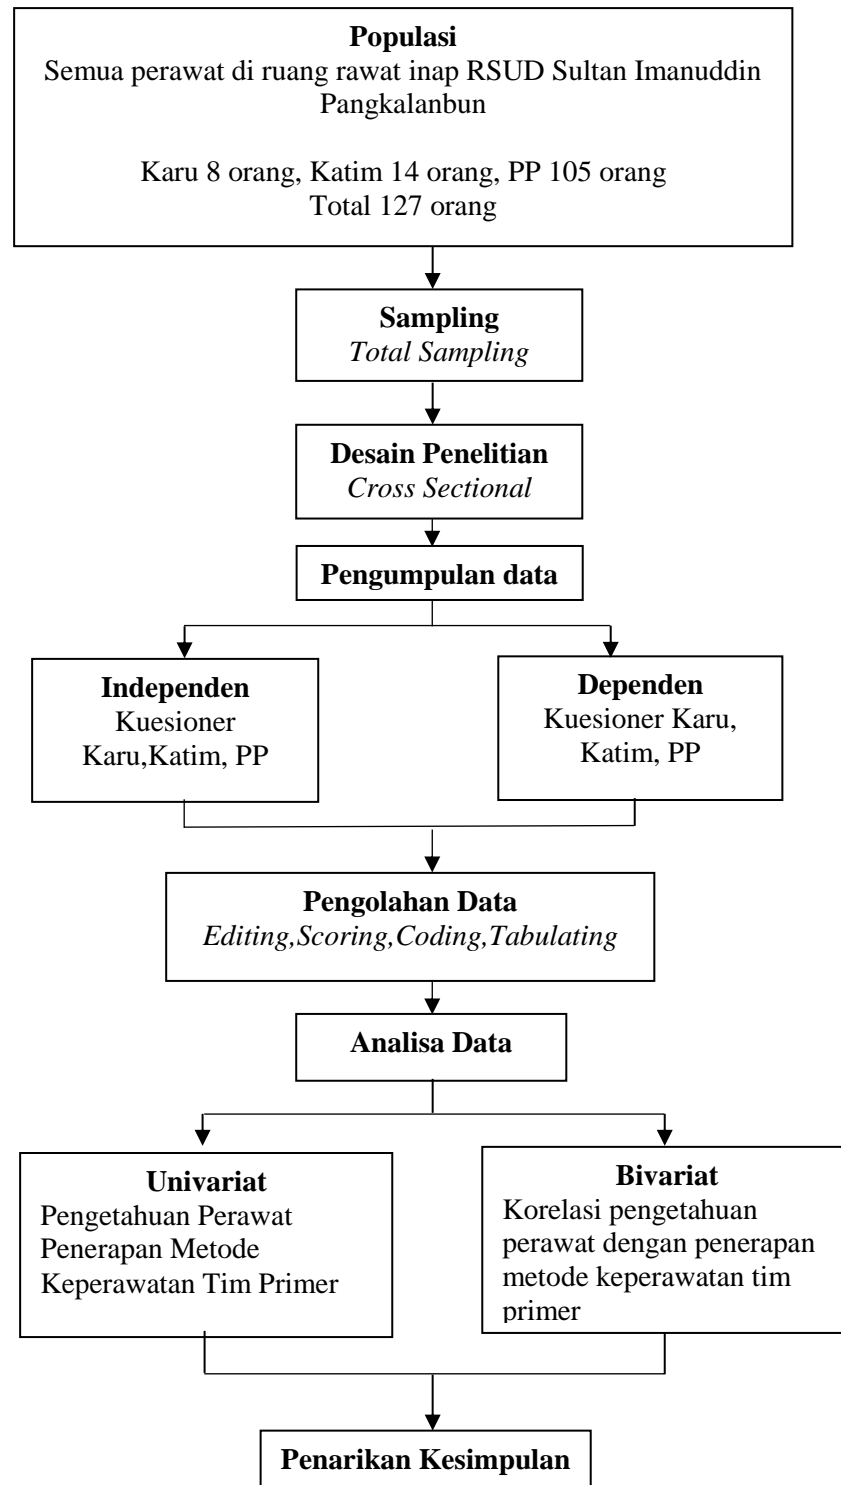 Populasi
Semua perawat di ruang rawat inap RSUD Sultan Imanuddin
Pangkalanbun
Karu 8 orang, Katim 14 orang, PP 105 orang
Total 127 orang
Sampling
Total Sampling
Desain Penelitian
Cross Sectional
Pengumpulan data
Independen
Kuesioner
Karu,Katim, PP
Dependen
Kuesioner Karu,
Katim, PP
Pengolahan Data
Editing,Scoring,Coding,Tabulating
Analisa Data
Univariat
Pengetahuan Perawat
Penerapan Metode
Keperawatan Tim Primer
Bivariat
Korelasi pengetahuan
perawat dengan penerapan
metode keperawatan tim
primer
Penarikan Kesimpulan